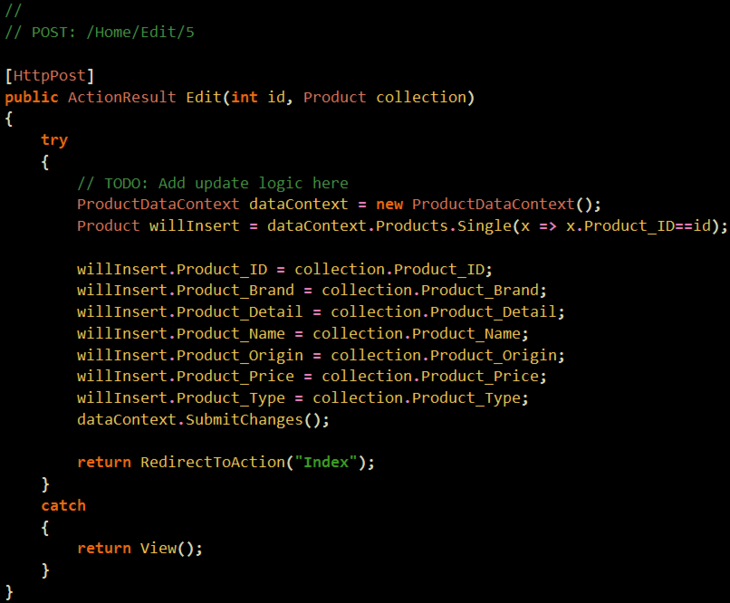 //
// POST: /Home/Edit/5

[HttpPost]
public ActionResult Edit(int id, Product collection)
{
    try
    {
        // TODO: Add update logic here
        ProductDataContext dataContext = new ProductDataContext();
        Product willInsert = dataContext.Products.Single(x => x.Product_ID==id);

        willInsert.Product_ID = collection.Product_ID;
        willInsert.Product_Brand = collection.Product_Brand;
        willInsert.Product_Detail = collection.Product_Detail;
        willInsert.Product_Name = collection.Product_Name;
        willInsert.Product_Origin = collection.Product_Origin;
        willInsert.Product_Price = collection.Product_Price;
        willInsert.Product_Type = collection.Product_Type;
        dataContext.SubmitChanges();

        return RedirectToAction("Index");
    }
    catch
    {
        return View();
    }
}